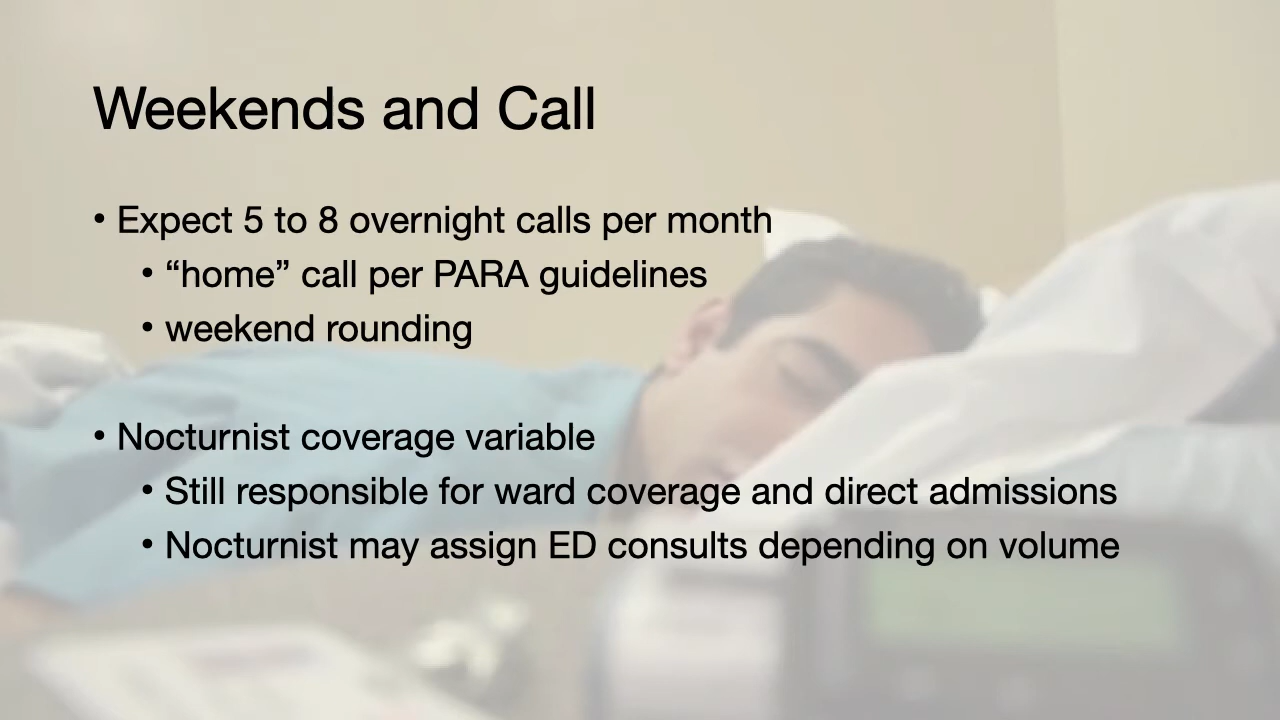 Weekends and Call
• Expect 5 to 8 overnight calls per month
• “home” call per PARA guidelines
• weekend rounding
• Nocturnist coverage variable
• Still responsible for ward coverage and direct admissions
• Nocturnist may assign ED consults depending on volume